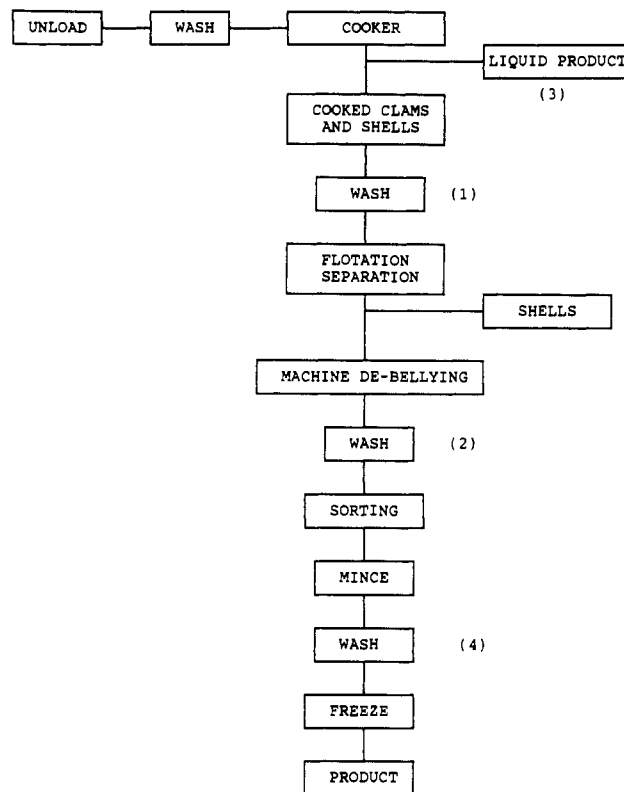 UNLOAD
WASH
COOKER
LIQUID PRODUCT
(3)
COOKED CLAMS
AND SHELLS
WASH
(1)
FLOTATION
SEPARATION
SHELLS
MACHINE DE-BELLYING
WASH
(2)
SORTING
MINCE
WASH
(4)
FREEZE
PRODUCT